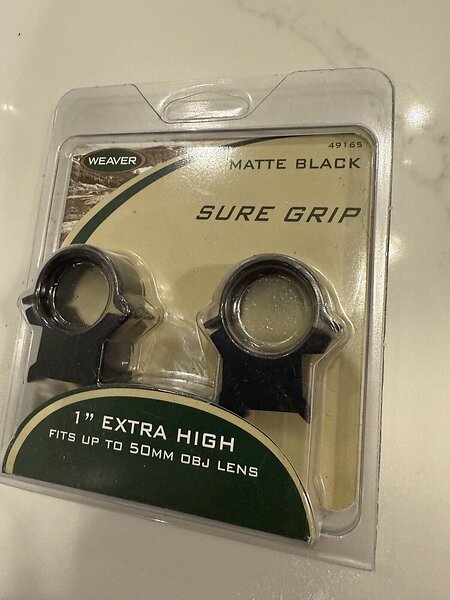 49165
WEAVER
MATTE BLACK
SURE GRIP
1" EXTRA HIGH
FITS UP TO 50MM OBJ LENS